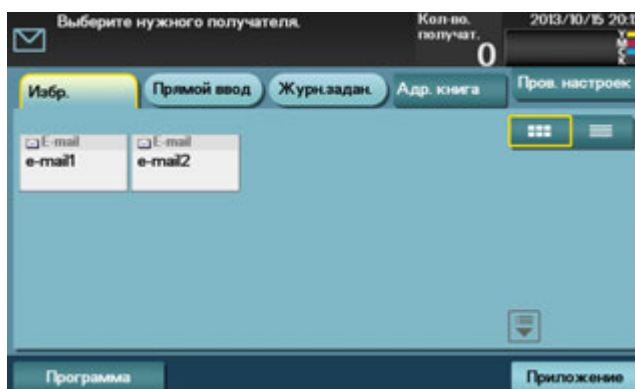 Выберите нужного получателя.
Кол-во.
получат.
0
2013/10/15 20:1
Y
M
C
K
Избр.
Прямой ввод
Журн.задан.
Адр. книга
Пров. настроек
E-mail
e-mail1
E-mail
e-mail2
Программа
Приложение